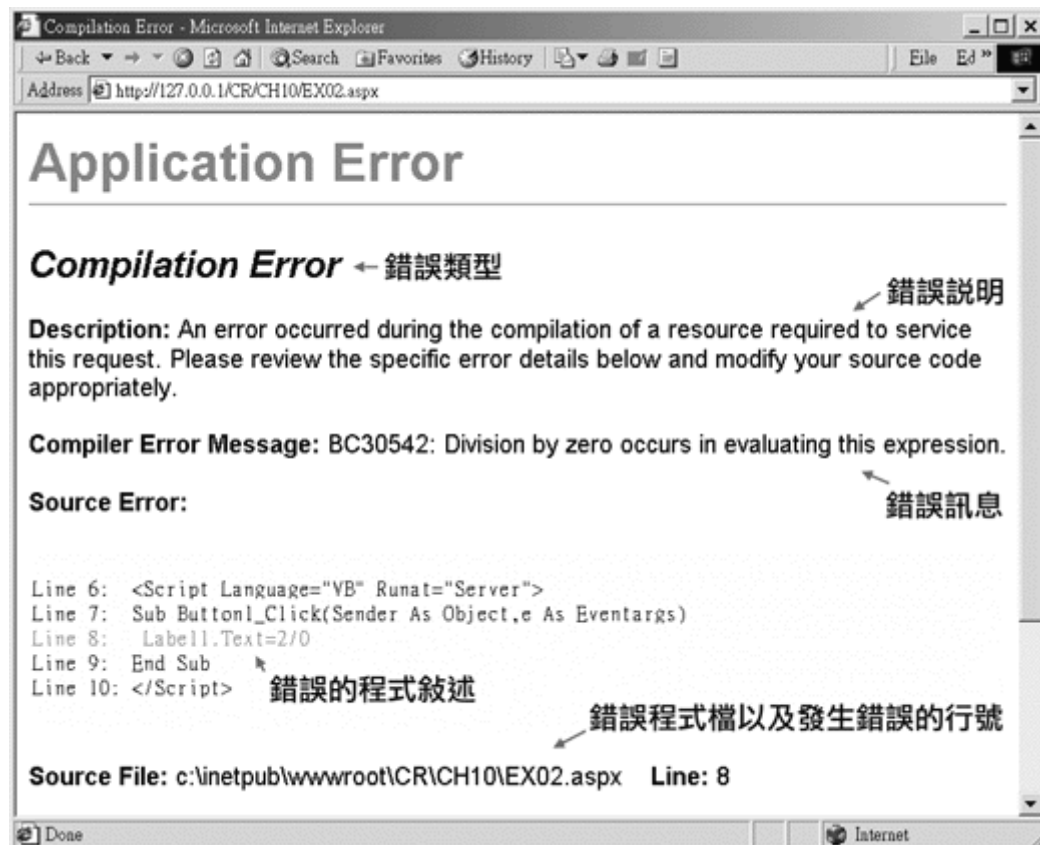 Compilation Error - Microsoft Internet Explorer
Back Search Favorites History File Ed »
Address http://127.0.0.1/CR/CH10/EX02.aspx
Application Error
Compilation Error 錯誤類型
錯誤説明
Description: An error occurred during the compilation of a resource required to service
this request. Please review the specific error details below and modify your source code
appropriately.
Compiler Error Message: BC30542: Division by zero occurs in evaluating this expression.
錯誤訊息
Source Error:
Line 6: <Script Language="VB" Runat="Server">
Line 7: Sub Button1_Click(Sender As Object,e As Eventargs)
Line 8: Label1.Text=2/0
Line 9: End Sub
Line 10: </Script>
錯誤的程式敍述
錯誤程式檔以及發生錯誤的行號
Source File: c:\inetpub\wwwroot\CR\CH10\EX02.aspx Line: 8
Done Internet